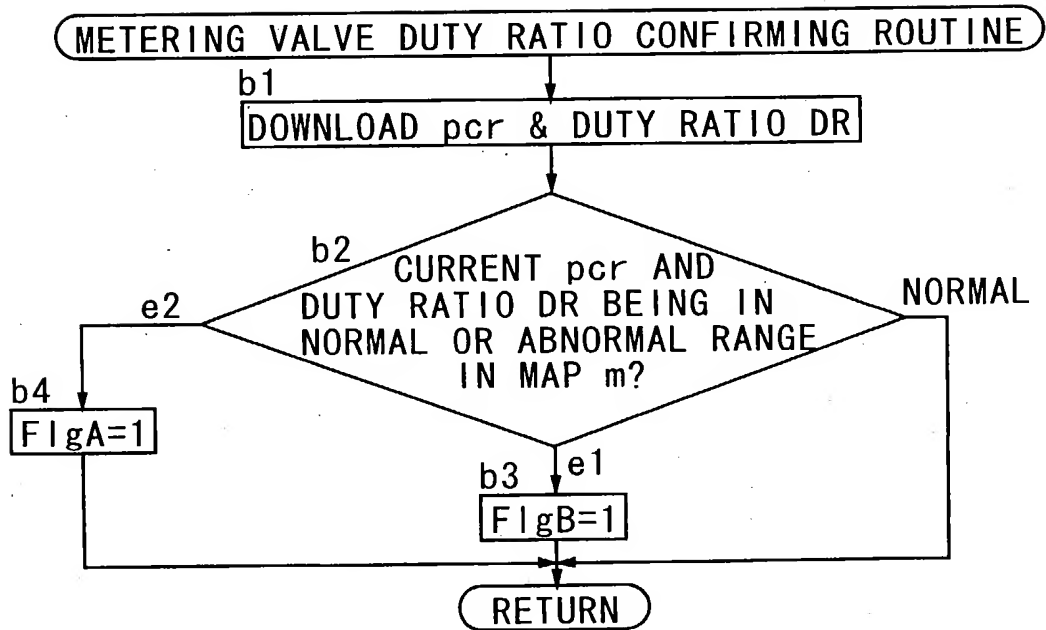 METERING VALVE DUTY RATIO CONFIRMING ROUTINE
b1
DOWNLOAD pcr & DUTY RATIO DR
b2
CURRENT pcr AND
DUTY RATIO DR BEING IN
NORMAL OR ABNORMAL RANGE
IN MAP m?
e2
NORMAL
b4
FlgA=1
e1
b3
FlgB=1
RETURN